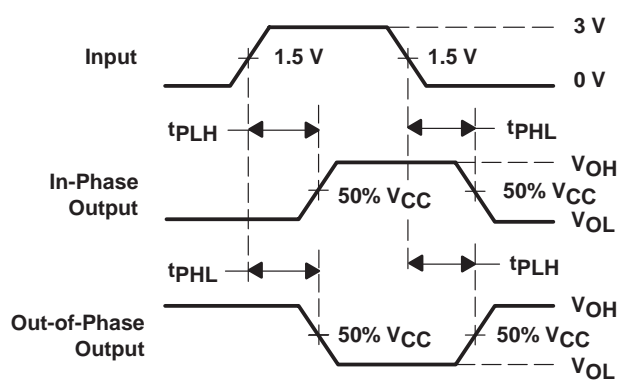 3 V
Input
1.5 V
1.5 V
0 V
tPLH
tPHL
VOH
In-Phase
Output
50% VCC
50% VCC
VOL
tPHL
tPLH
VOH
Out-of-Phase
Output
50% VCC
50% VCC
VOL